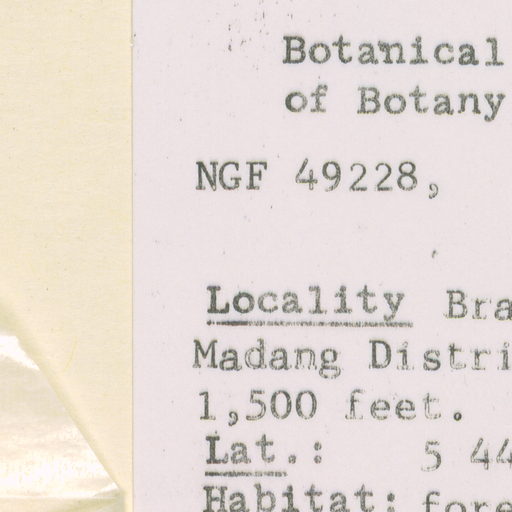 Botanical
of Botany
NGF 49228,
Locality Bra
Madang Distri
1,500 feet.
Lat.: 5 44
Habitat: fore